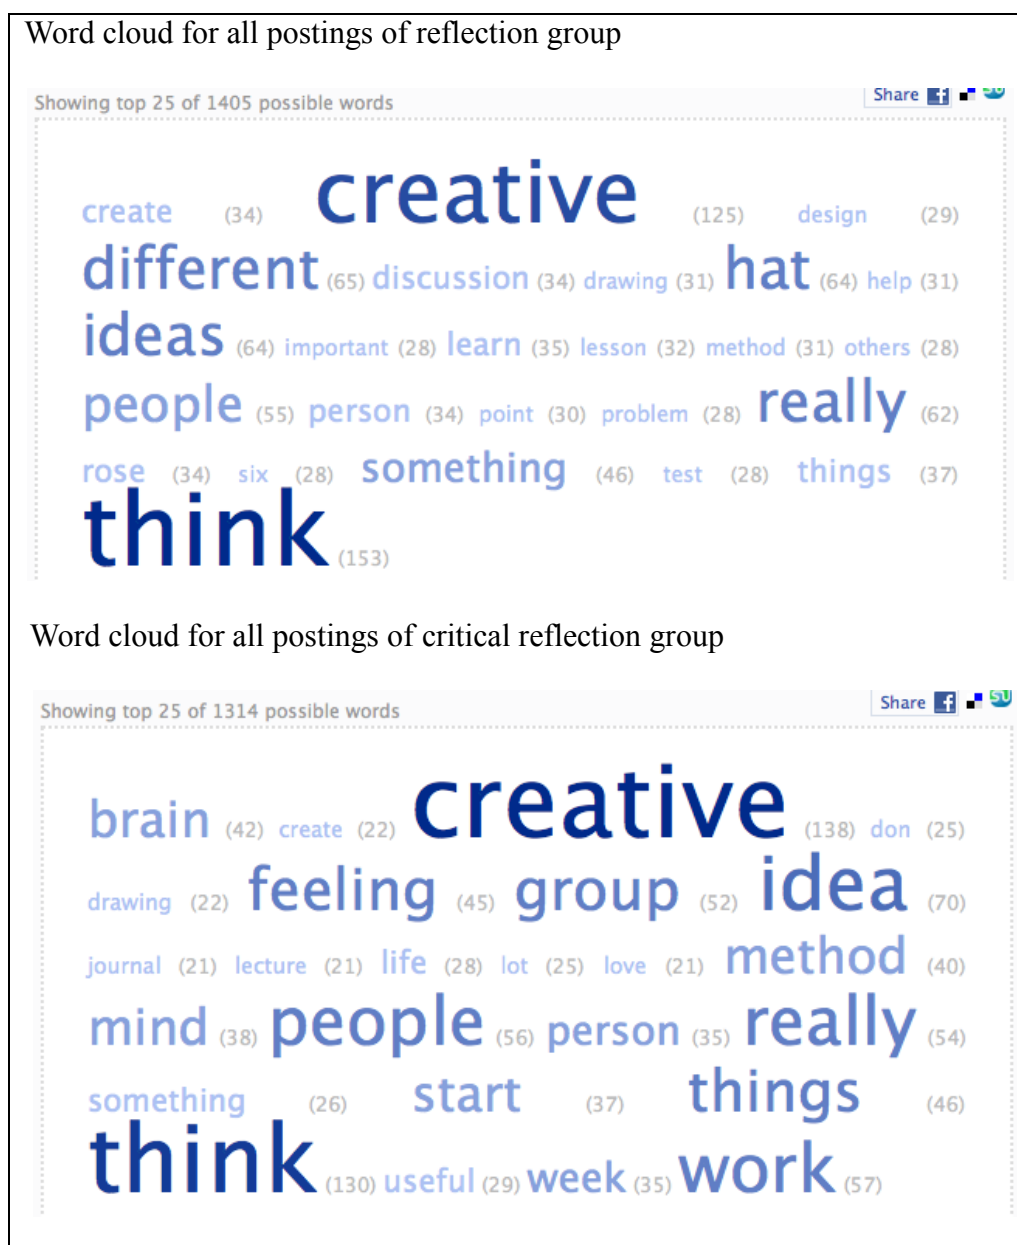 Word cloud for all postings of reflection group
Showing top 25 of 1405 possible words
Share
create (34) creative (125) design (29)
different (65) discussion (34) drawing (31) hat (64) help (31)
ideas (64) important (28) learn (35) lesson (32) method (31) others (28)
people (55) person (34) point (30) problem (28) really (62)
rose (34) six (28) something (46) test (28) things (37)
think (153)
Word cloud for all postings of critical reflection group
Showing top 25 of 1314 possible words
Share
brain (42) create (22) creative (138) don (25)
drawing (22) feeling (45) group (52) idea (70)
journal (21) lecture (21) life (28) lot (25) love (21) method (40)
mind (38) people (56) person (35) really (54)
something (26) start (37) things (46)
think (130) useful (29) week (35) work (57)